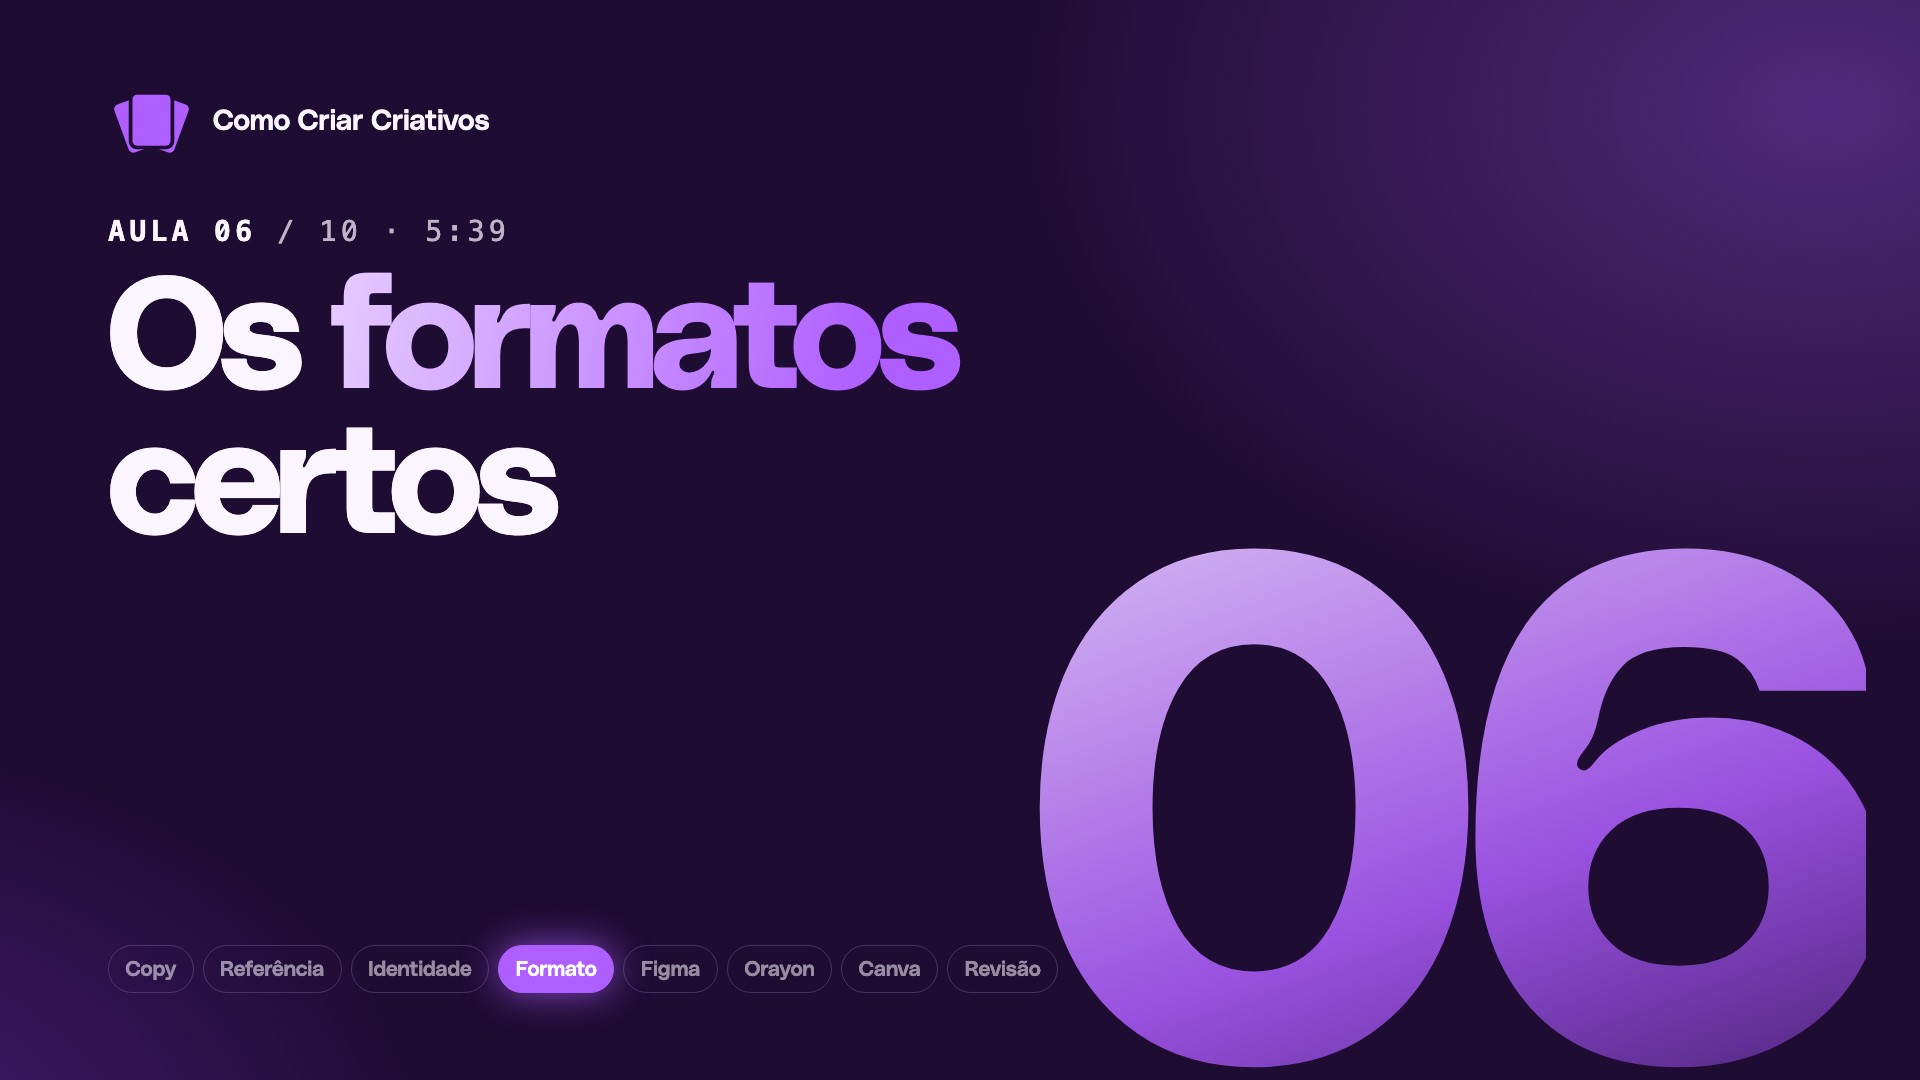 Como Criar Criativos
AULA 06 / 10 · 5:39
Os formatos
certos
Copy Referência Identidade Formato Figma Orayon Canva Revisão
06